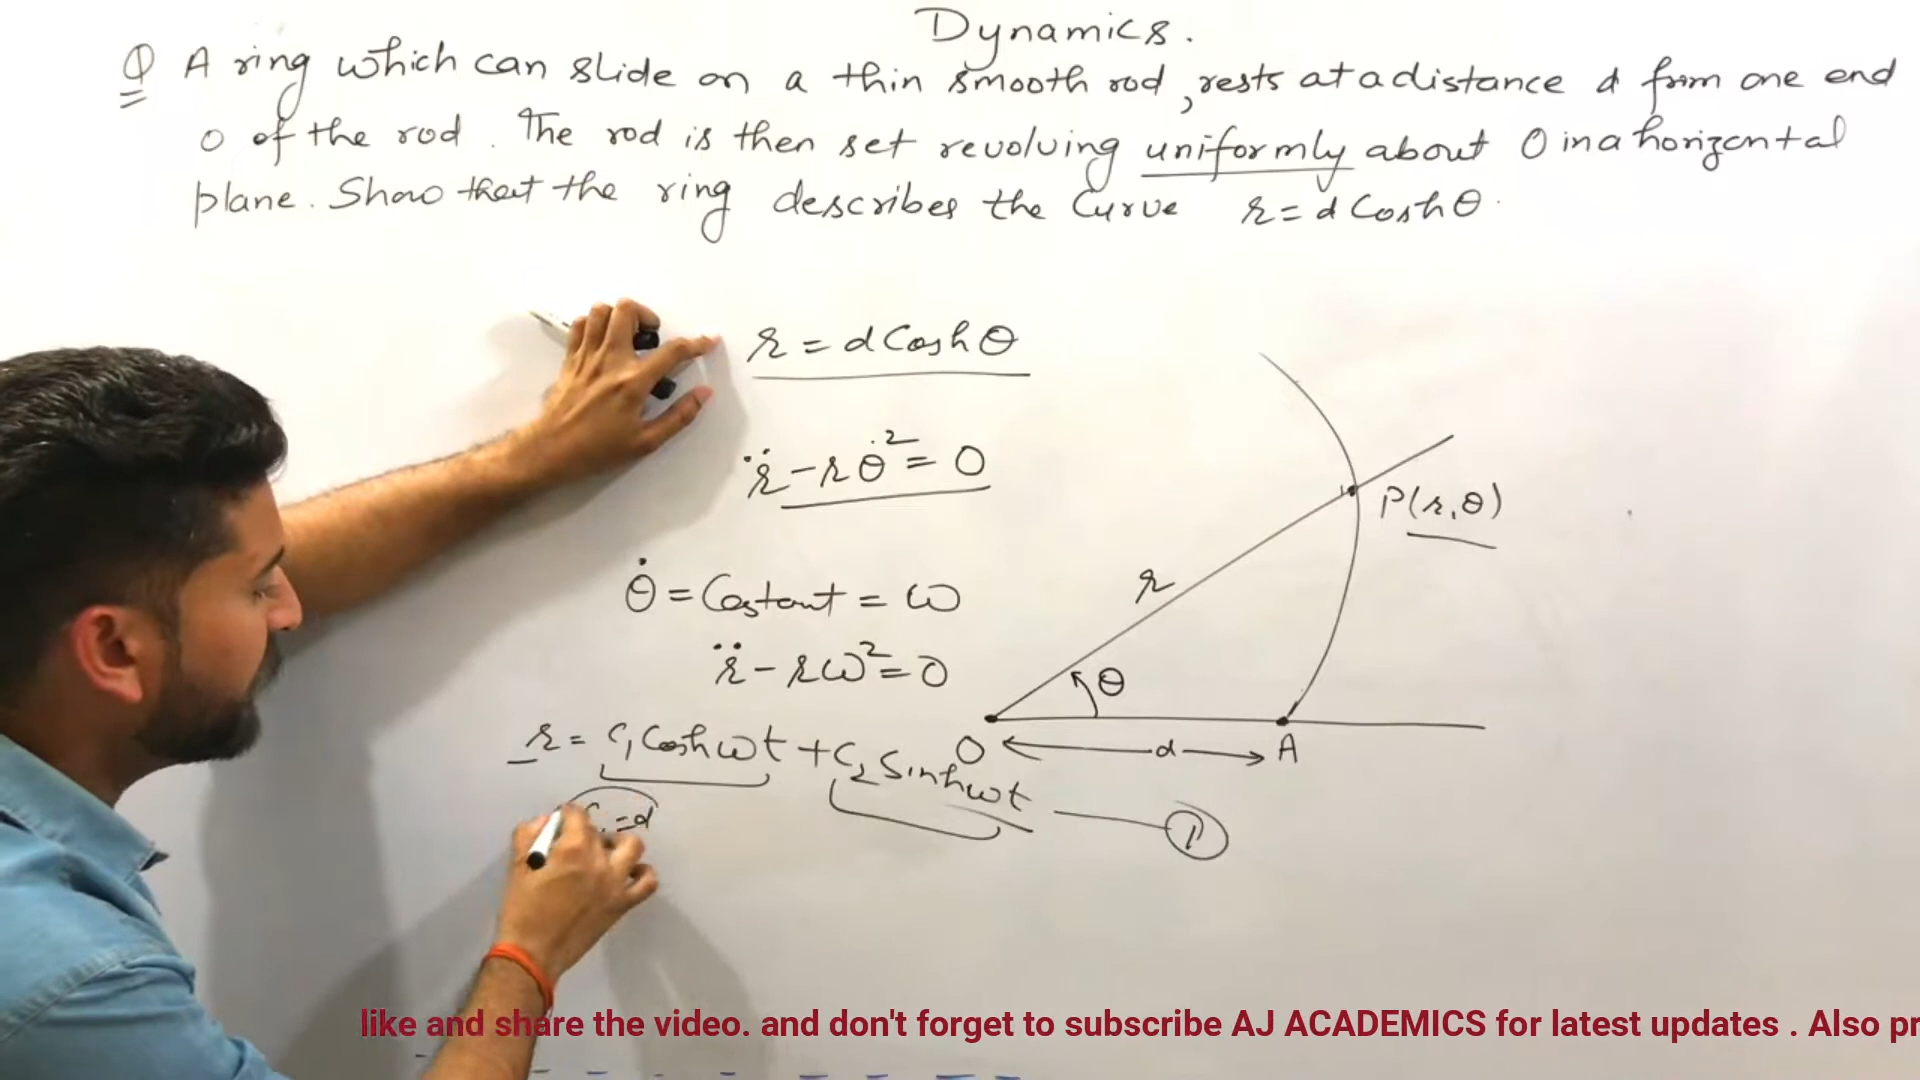 Dynamics.
Q A ring which can slide on a thin smooth rod, rests at a distance d from one end
O of the rod. The rod is then set revolving uniformly about O in a horizontal
plane. Show that the ring describes the Curve r = d Cosh θ.
r = d Cosh θ
r̈ - r θ̇² = 0
θ̇ = Costant = ω
r̈ - r ω² = 0
r = C₁ Cosh ωt + C₂ Sinh ωt — ①
C₁ = d
P(r, θ)
r
θ
O d A
like and share the video. and don't forget to subscribe AJ ACADEMICS for latest updates . Also pr